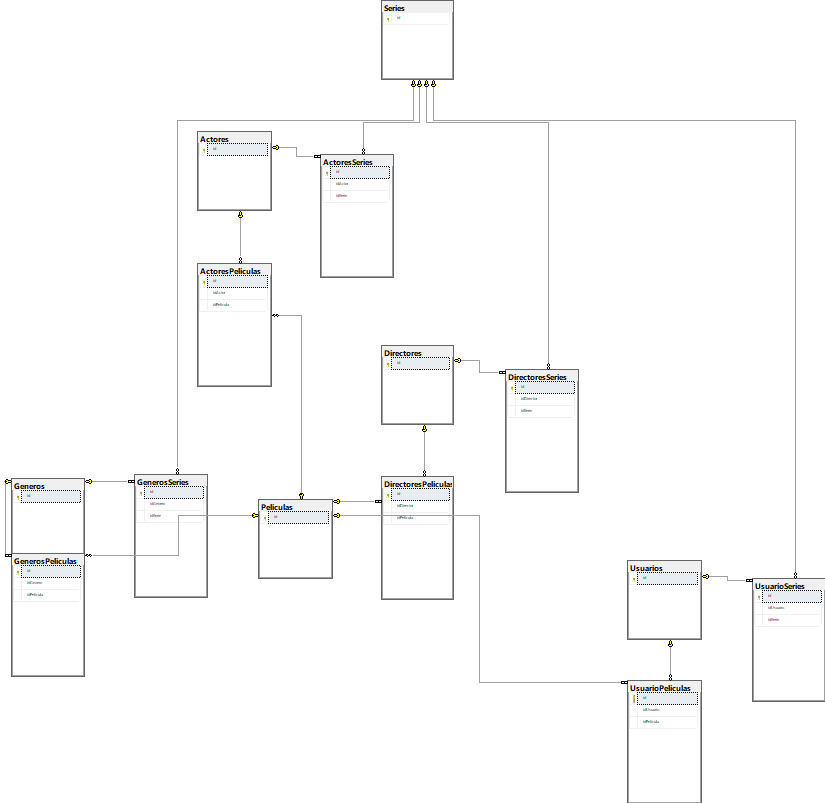 Series
id
Actores
id
ActoresSeries
id
idActor
idSerie
ActoresPeliculas
id
idActor
idPelicula
Directores
id
DirectoresSeries
id
idDirector
idSerie
Generos
id
GenerosSeries
id
idGenero
idSerie
DirectoresPeliculas
id
idDirector
idPelicula
Peliculas
id
GenerosPeliculas
id
idGenero
idPelicula
Usuarios
id
UsuarioSeries
id
idUsuario
idSerie
UsuarioPeliculas
id
idUsuario
idPelicula